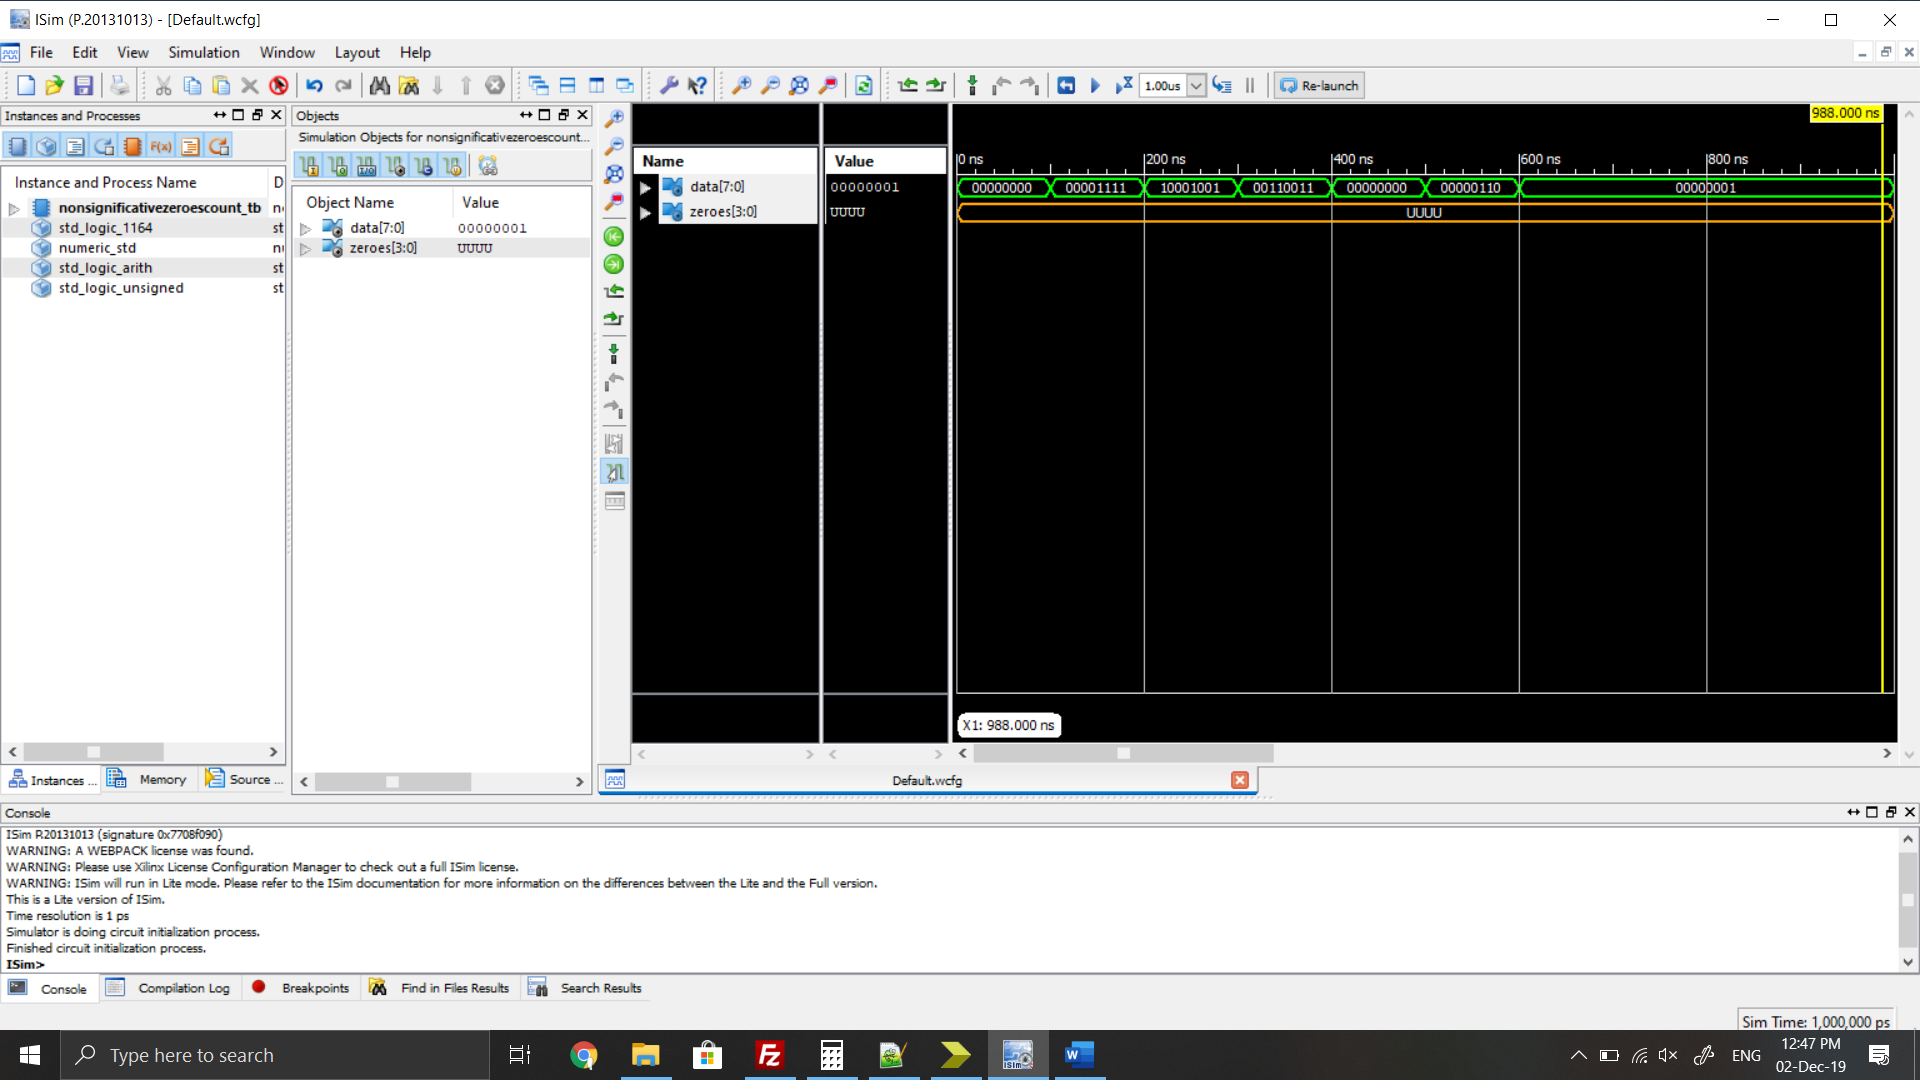 ISim (P.20131013) - [Default.wcfg]
File Edit View Simulation Window Layout Help
1.00us
Re-launch
Instances and Processes
F(x)
Instance and Process Name D
nonsignificativezeroescount_tb n
std_logic_1164 st
numeric_std n
std_logic_arith st
std_logic_unsigned st
Instances ... Memory Source ...
Objects
Simulation Objects for nonsignificativezeroescount...
Object Name Value
data[7:0] 00000001
zeroes[3:0] UUUU
988.000 ns
Name Value
0 ns 200 ns 400 ns 600 ns 800 ns
data[7:0] 00000001 00000000 00001111 10001001 00110011 00000000 00000110 00000001
zeroes[3:0] UUUU UUUU
X1: 988.000 ns
Default.wcfg
Console
ISim P.20131013 (signature 0x7708f090)
WARNING: A WEBPACK license was found.
WARNING: Please use Xilinx License Configuration Manager to check out a full ISim license.
WARNING: ISim will run in Lite mode. Please refer to the ISim documentation for more information on the differences between the Lite and the Full version.
This is a Lite version of ISim.
Time resolution is 1 ps
Simulator is doing circuit initialization process.
Finished circuit initialization process.
ISim>
Console Compilation Log Breakpoints Find in Files Results Search Results
Sim Time: 1,000,000 ps
Type here to search
ENG
12:47 PM
02-Dec-19